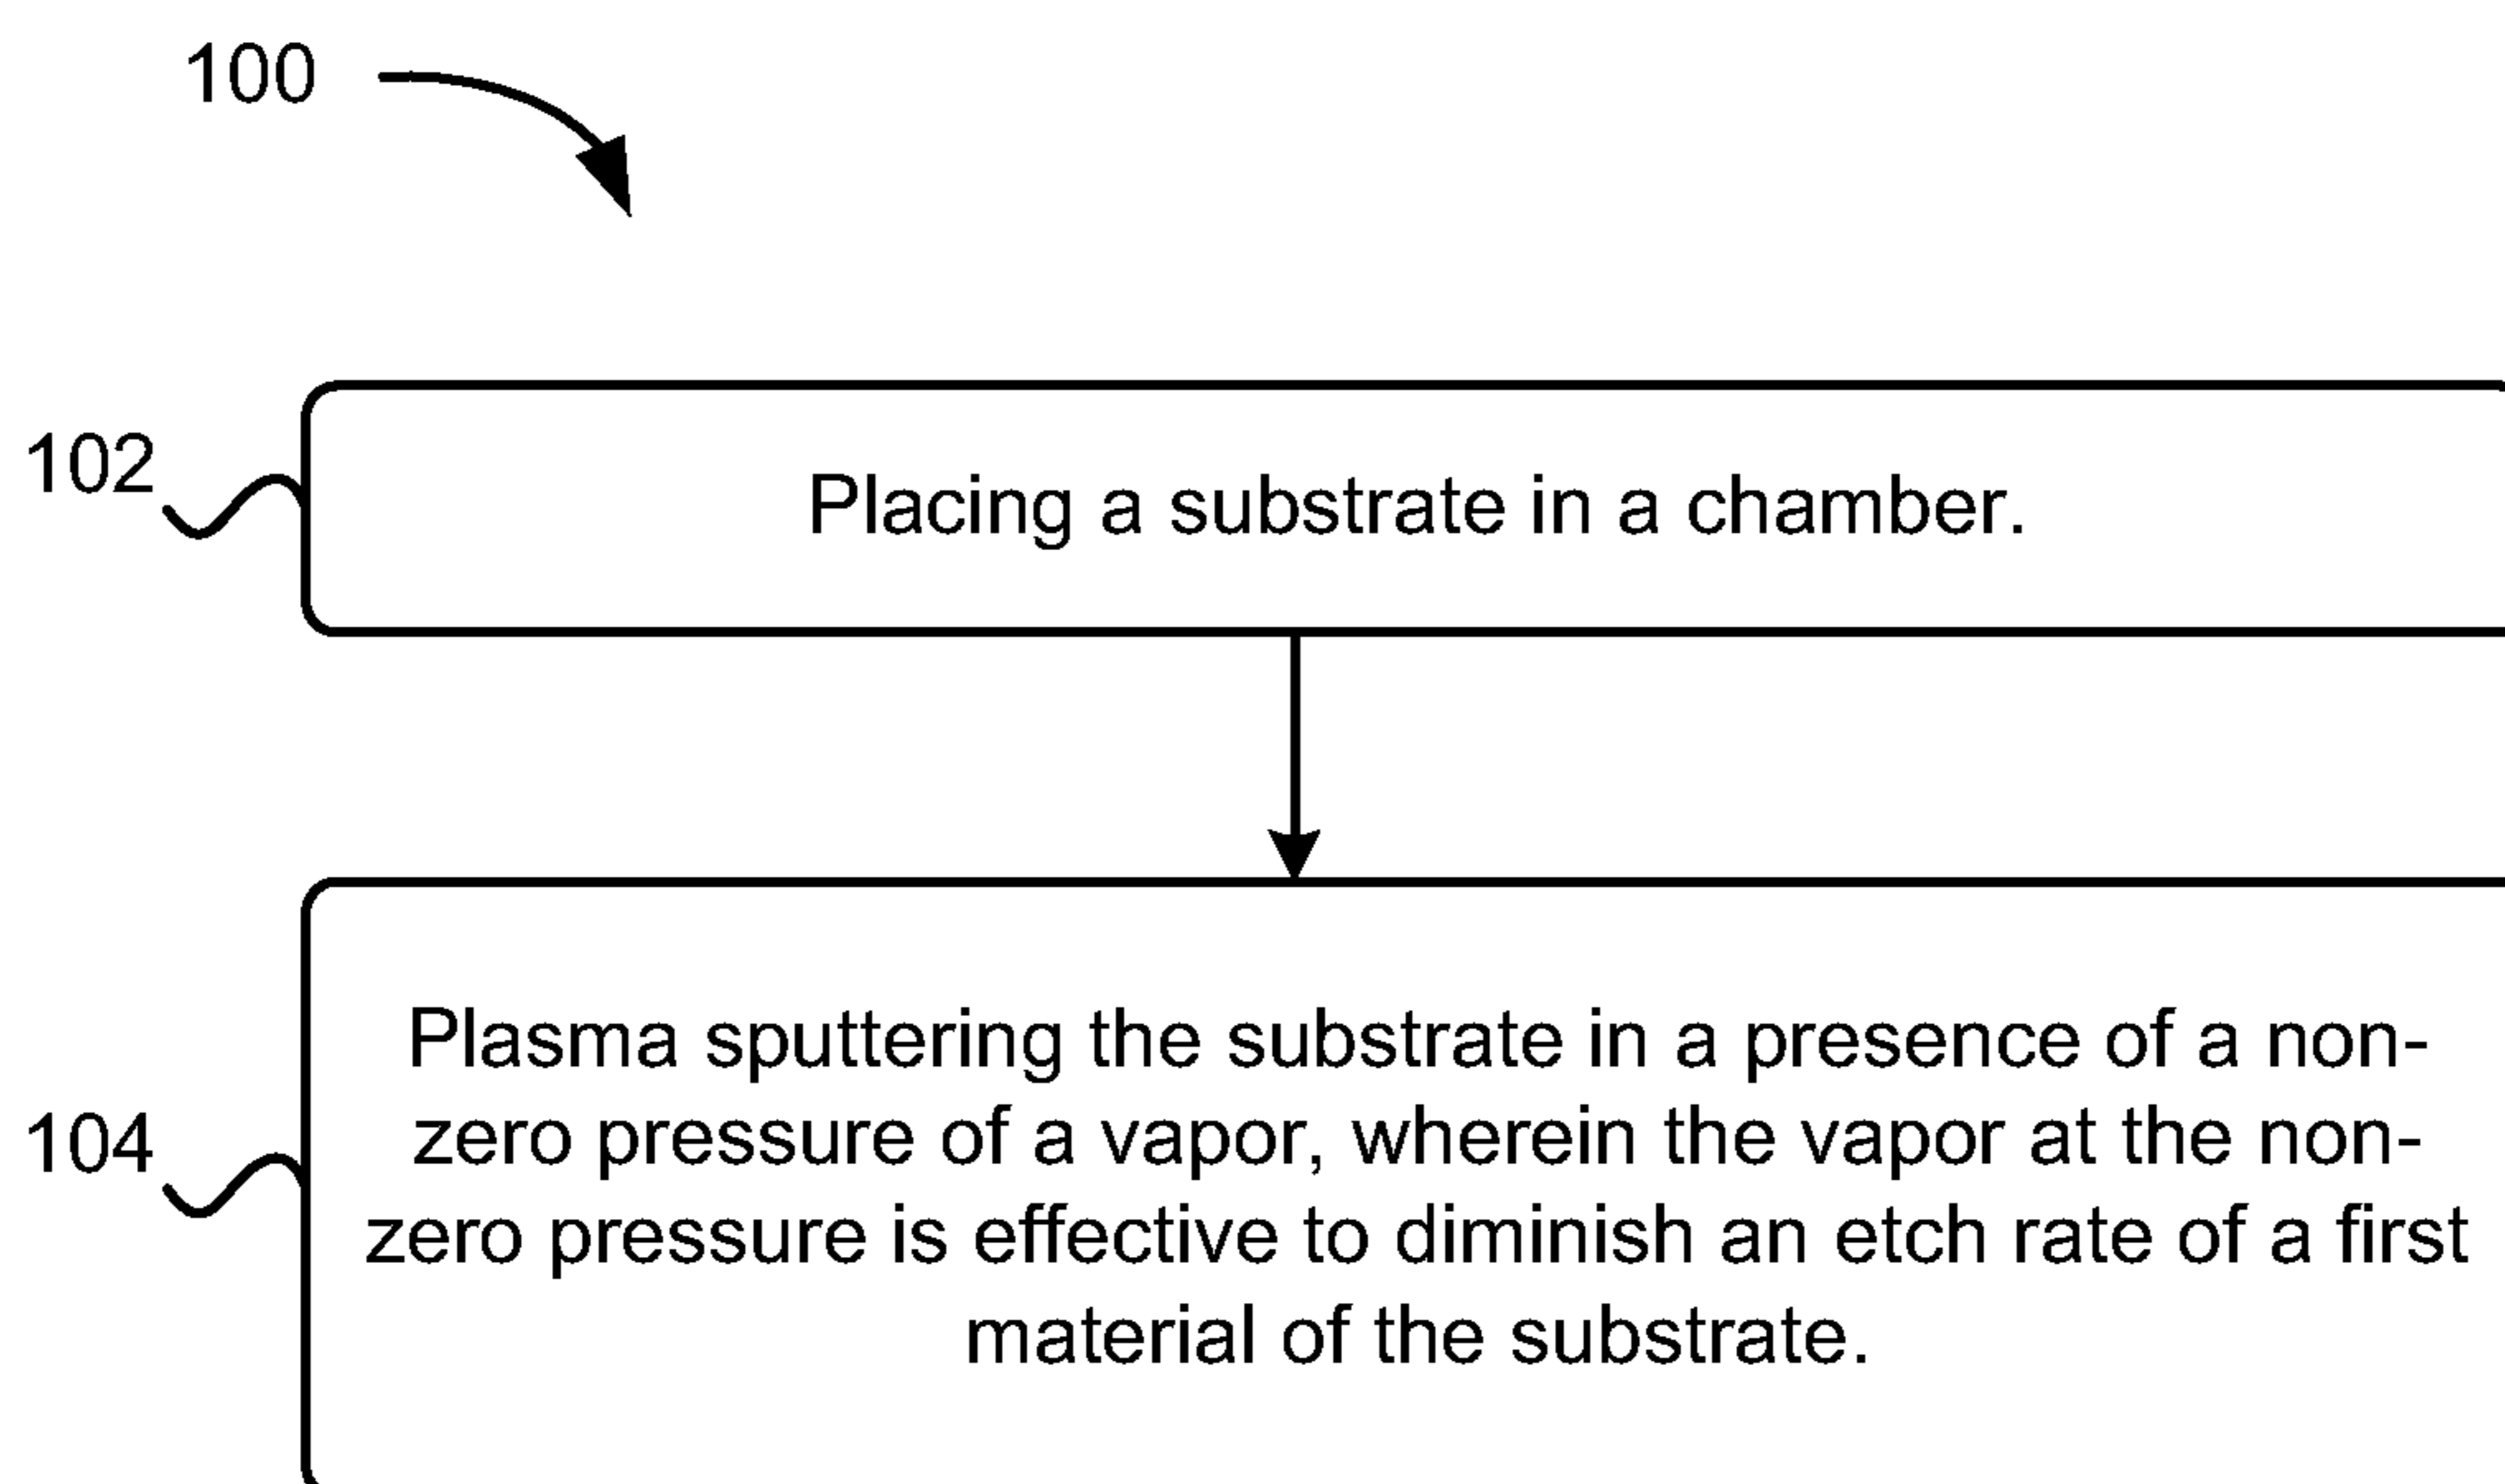 100
102
Placing a substrate in a chamber.
Plasma sputtering the substrate in a presence of a non-
zero pressure of a vapor, wherein the vapor at the non-
104
zero pressure is effective to diminish an etch rate of a first
material of the substrate.